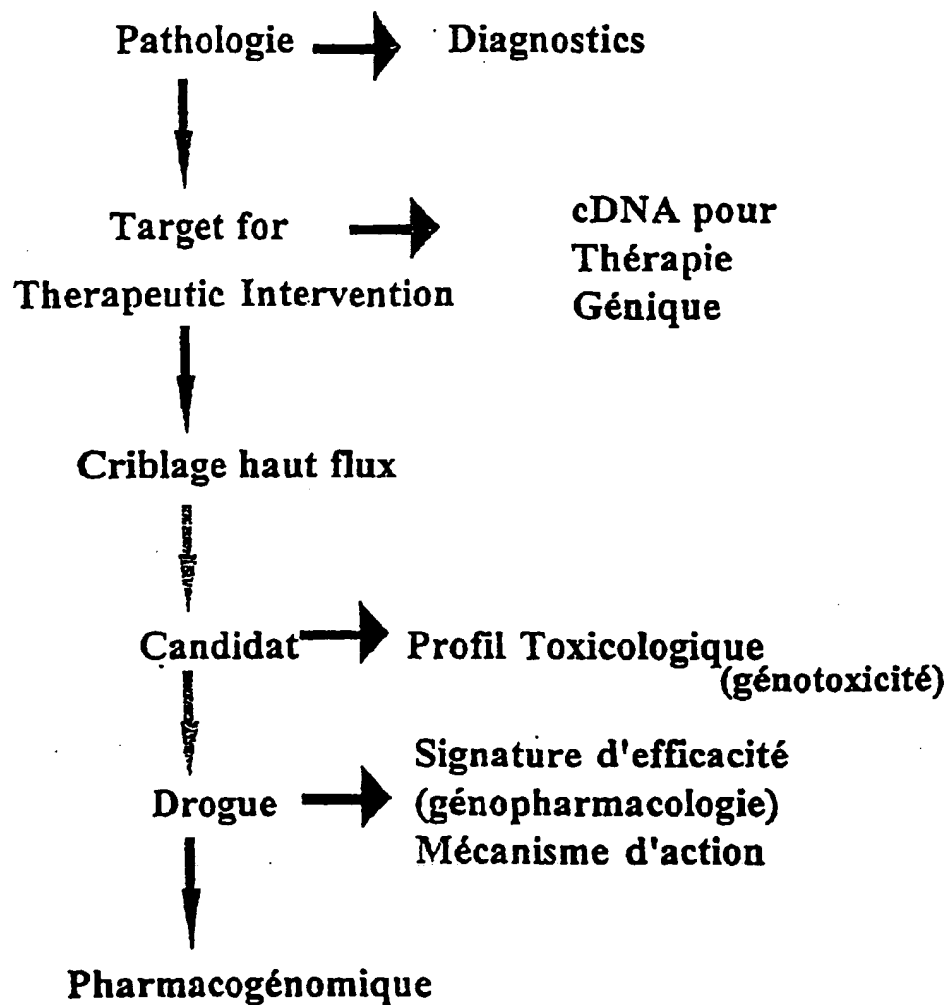 Pathologie Diagnostics
Target for
Therapeutic Intervention
cDNA pour
Thérapie
Génique
Criblage haut flux
Candidat
Profil Toxicologique
(génotoxicité)
Drogue
Signature d'efficacité
(génopharmacologie)
Mécanisme d'action
Pharmacogénomique